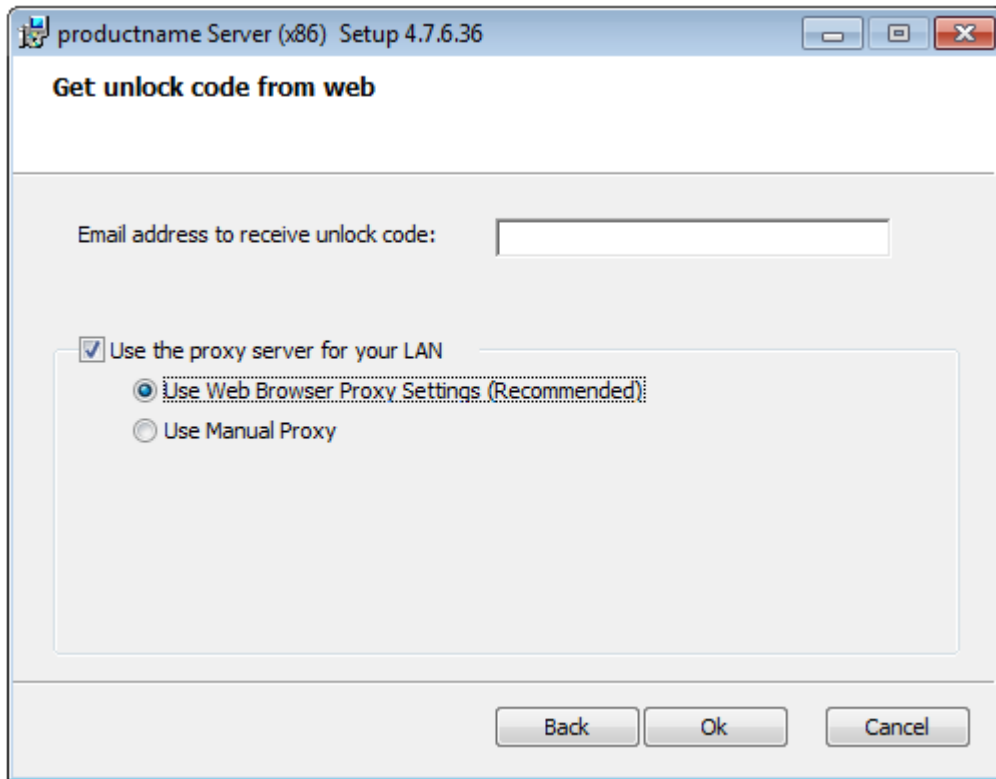 productname Server (x86) Setup 4.7.6.36
Get unlock code from web
Email address to receive unlock code:
Use the proxy server for your LAN
Use Web Browser Proxy Settings (Recommended)
Use Manual Proxy
Back Ok Cancel